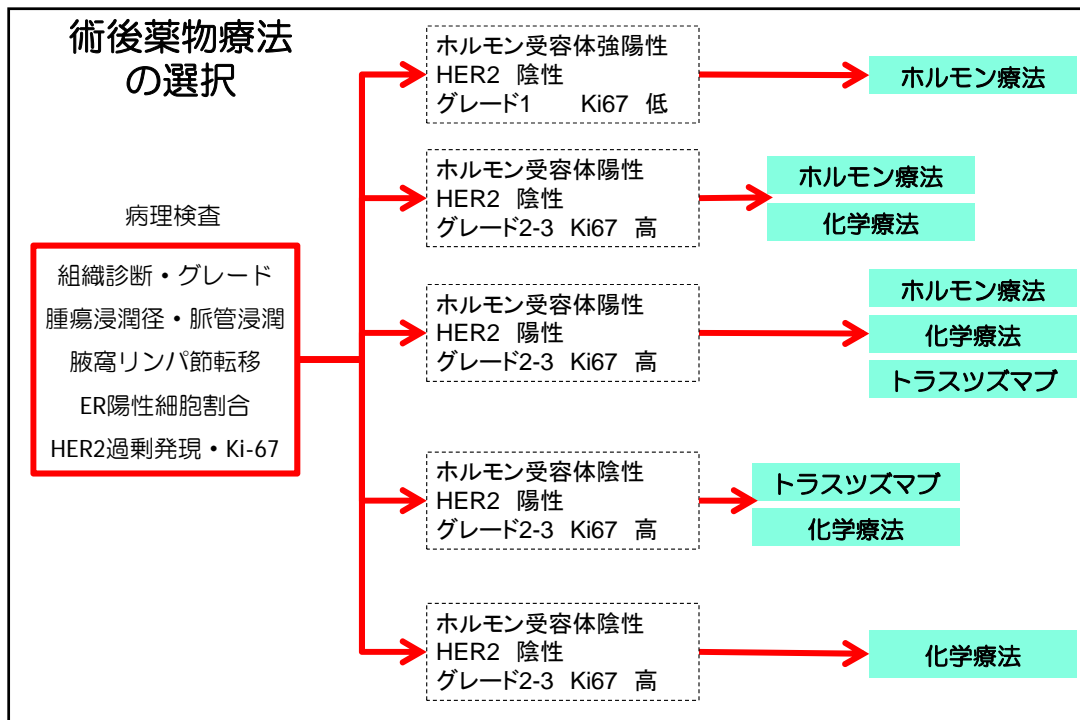 術後薬物療法
の選択
病理検査
組織診断・グレード
腫瘍浸潤径・脈管浸潤
腋窩リンパ節転移
ER陽性細胞割合
HER2過剰発現・Ki-67
ホルモン受容体強陽性
HER2 陰性
グレード1 Ki67 低
ホルモン療法
ホルモン受容体陽性
HER2 陰性
グレード2-3 Ki67 高
ホルモン療法
化学療法
ホルモン受容体陽性
HER2 陽性
グレード2-3 Ki67 高
ホルモン療法
化学療法
トラスツズマブ
ホルモン受容体陰性
HER2 陽性
グレード2-3 Ki67 高
トラスツズマブ
化学療法
ホルモン受容体陰性
HER2 陰性
グレード2-3 Ki67 高
化学療法